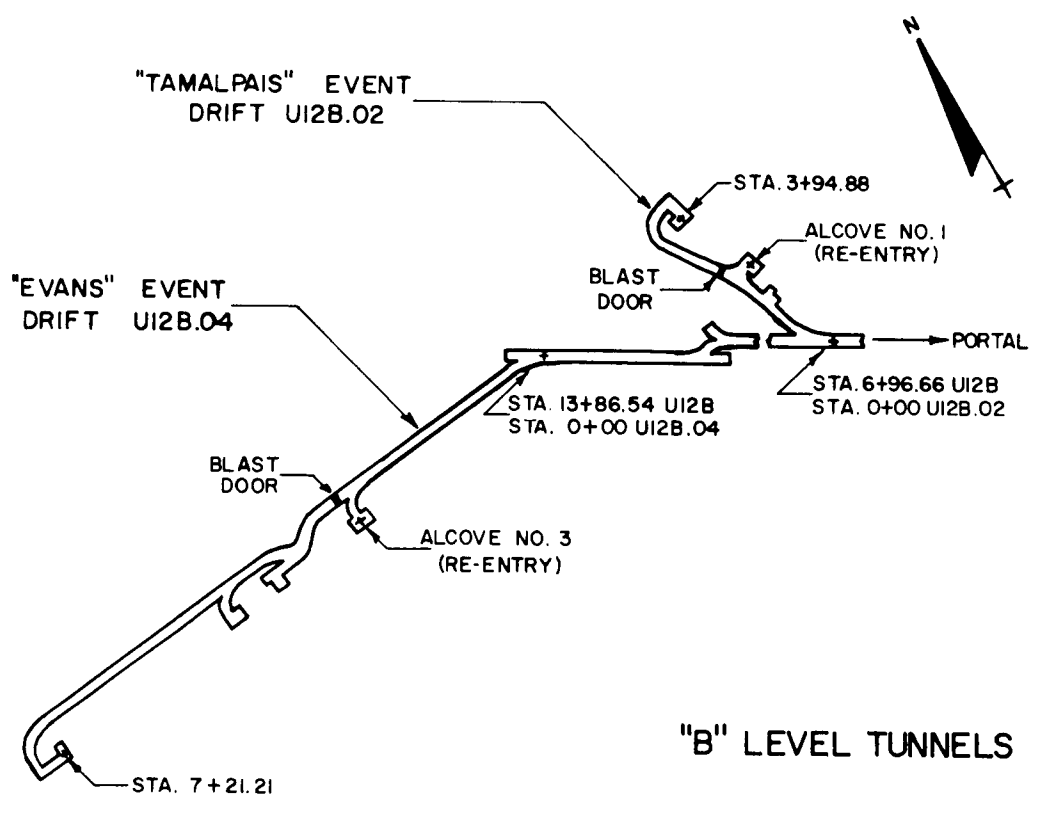 N
"TAMALPAIS" EVENT
DRIFT U12B.02
STA. 3+94.88
ALCOVE NO. 1
(RE-ENTRY)
BLAST
DOOR
"EVANS" EVENT
DRIFT U12B.04
PORTAL
STA. 6+96.66 U12B
STA. 0+00 U12B.02
STA. 13+86.54 U12B
STA. 0+00 U12B.04
BLAST
DOOR
ALCOVE NO. 3
(RE-ENTRY)
"B" LEVEL TUNNELS
STA. 7+21.21